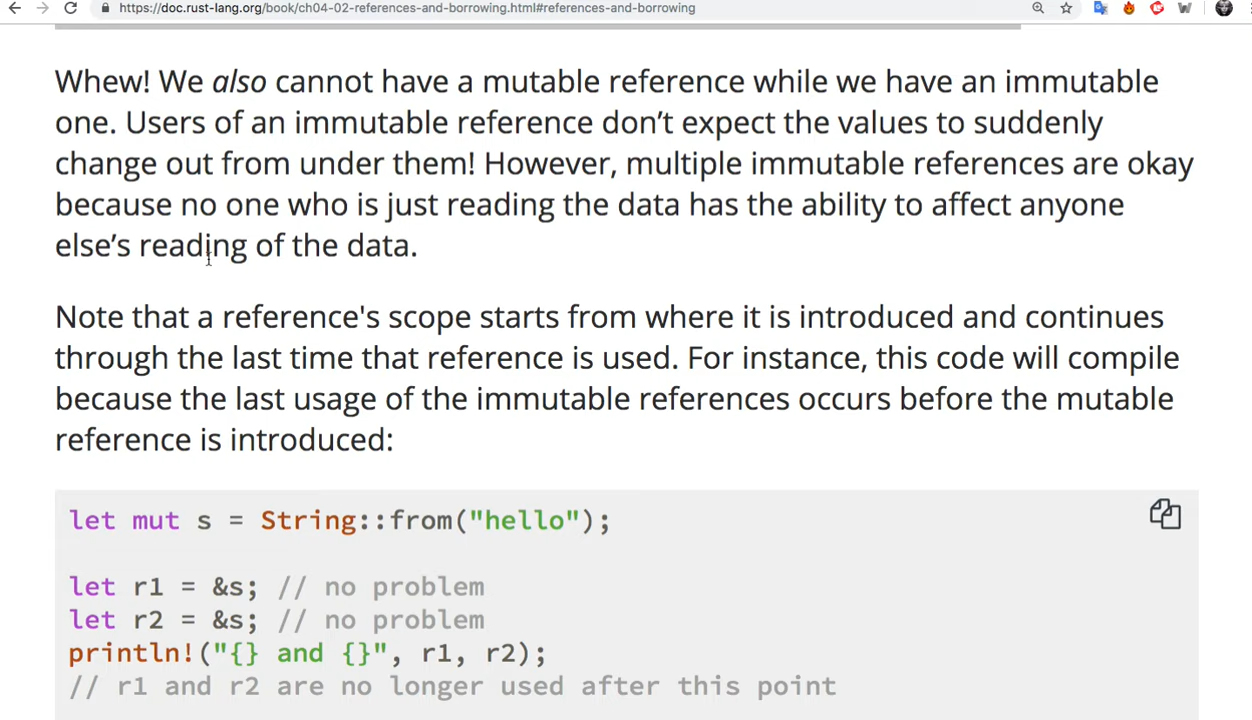 https://doc.rust-lang.org/book/ch04-02-references-and-borrowing.html#references-and-borrowing
Whew! We also cannot have a mutable reference while we have an immutable
one. Users of an immutable reference don’t expect the values to suddenly
change out from under them! However, multiple immutable references are okay
because no one who is just reading the data has the ability to affect anyone
else’s reading of the data.
Note that a reference's scope starts from where it is introduced and continues
through the last time that reference is used. For instance, this code will compile
because the last usage of the immutable references occurs before the mutable
reference is introduced:
let mut s = String::from("hello");
let r1 = &s; // no problem
let r2 = &s; // no problem
println!("{} and {}", r1, r2);
// r1 and r2 are no longer used after this point